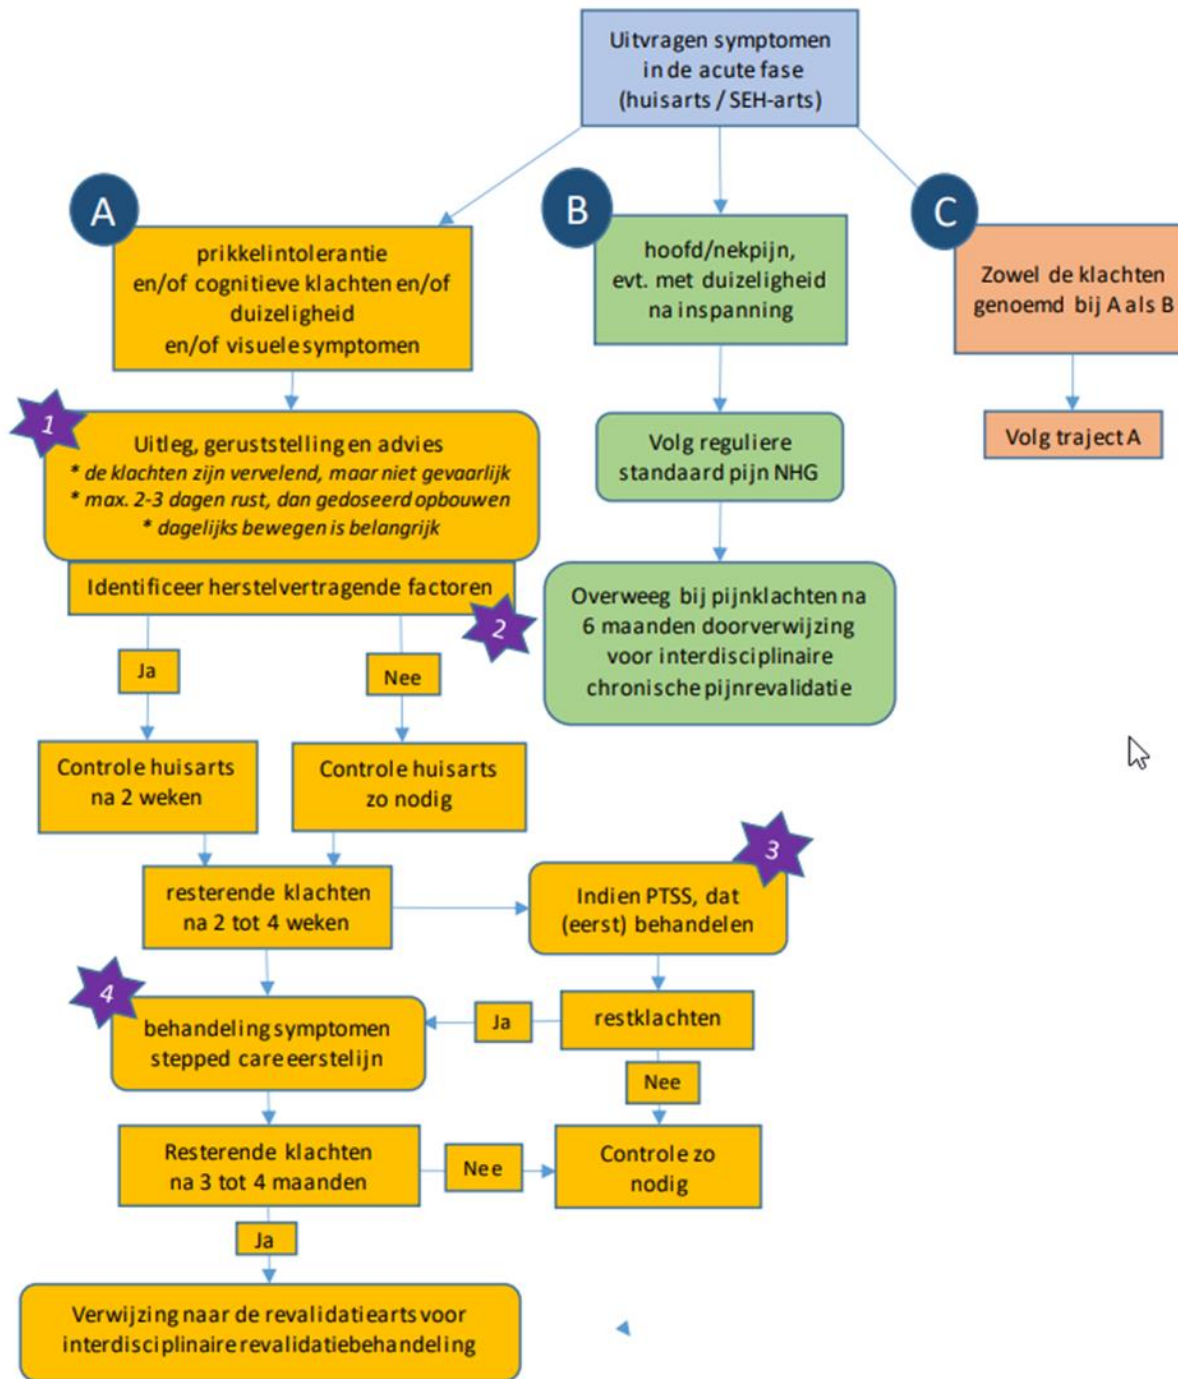 Uitvragen symptomen
in de acute fase
(huisarts / SEH-arts)
A
prikkelintolerantie
en/of cognitieve klachten en/of
duizeligheid
en/of visuele symptomen
1
Uitleg, geruststelling en advies
* de klachten zijn vervelend, maar niet gevaarlijk
* max. 2-3 dagen rust, dan gedoseerd opbouwen
* dagelijks bewegen is belangrijk
Identificeer herstelvertragende factoren
2
Ja
Nee
Controle huisarts
na 2 weken
Controle huisarts
zo nodig
resterende klachten
na 2 tot 4 weken
3
Indien PTSS, dat
(eerst) behandelen
restklachten
Ja
Nee
4
behandeling symptomen
stepped care eerstelijn
Resterende klachten
na 3 tot 4 maanden
Nee
Controle zo
nodig
Ja
Verwijzing naar de revalidatiearts voor
interdisciplinaire revalidatiebehandeling
B
hoofd/nekpijn,
evt. met duizeligheid
na inspanning
Volg reguliere
standaard pijn NHG
Overweeg bij pijnklachten na
6 maanden doorverwijzing
voor interdisciplinaire
chronische pijnrevalidatie
C
Zowel de klachten
genoemd bij A als B
Volg traject A